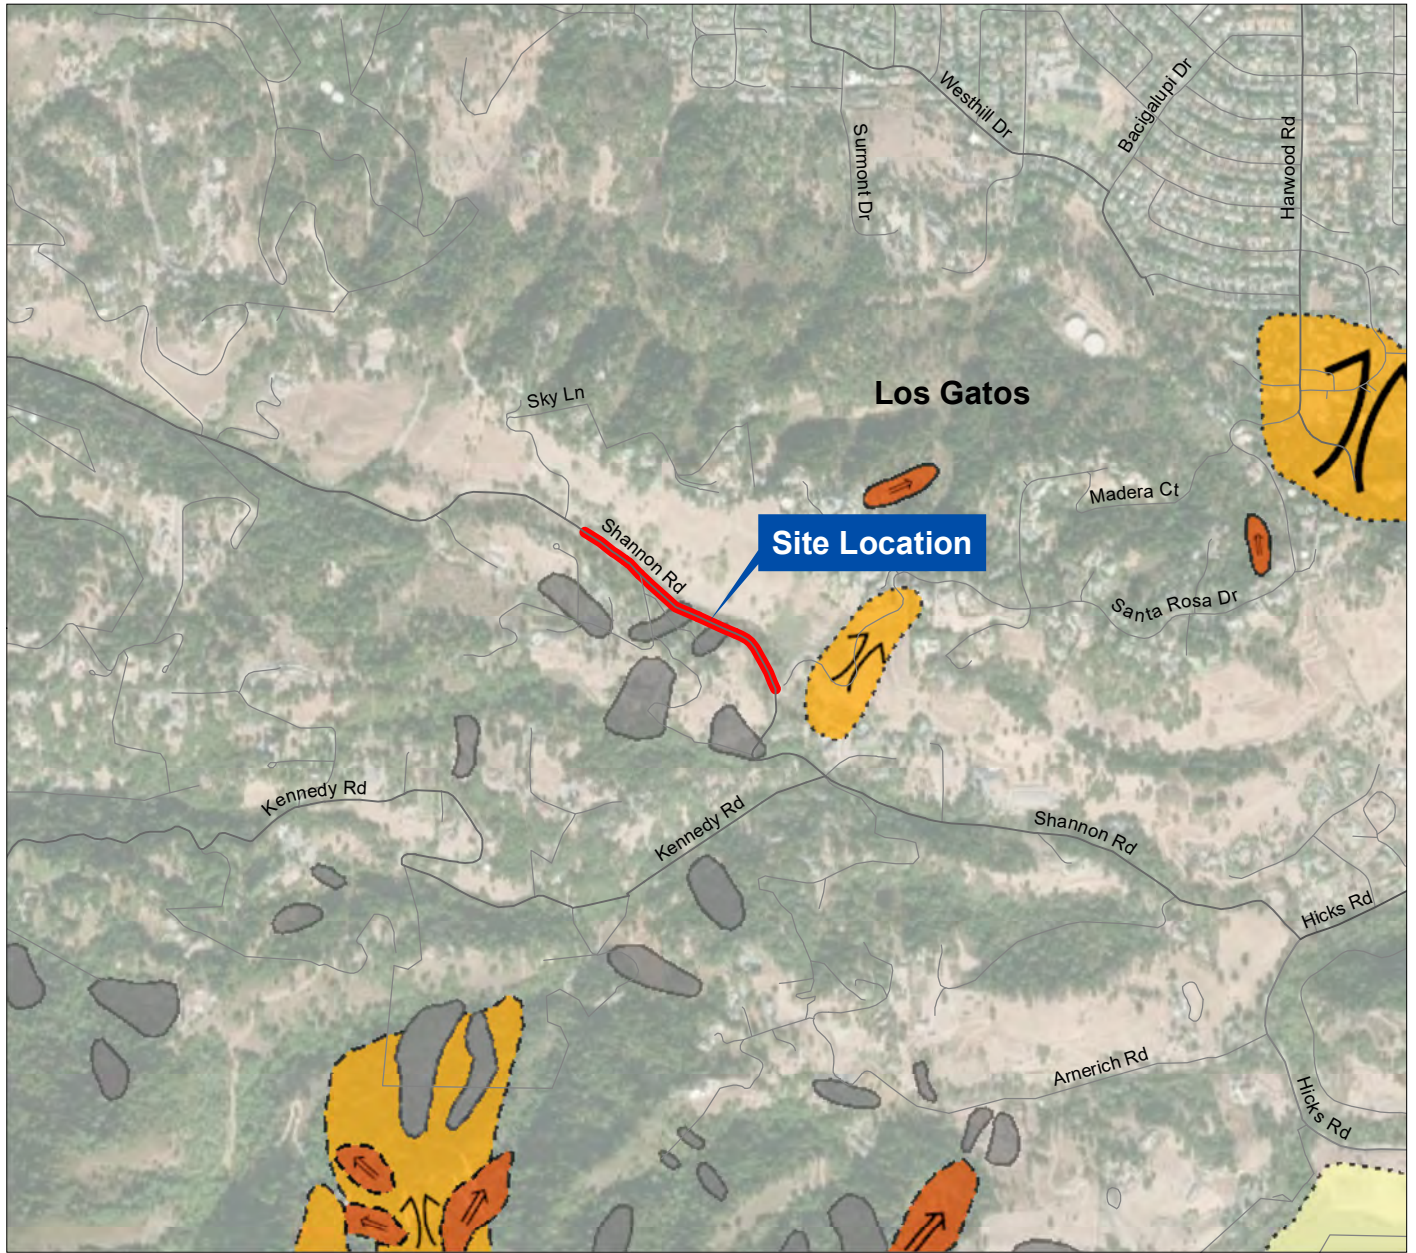 Westhill Dr
Bacigalupi Dr
Surmont Dr
Harwood Rd
Sky Ln
Los Gatos
Madera Ct
Shannon Rd
Site Location
Santa Rosa Dr
Kennedy Rd
Kennedy Rd
Shannon Rd
Hicks Rd
Arnerich Rd
Hicks Rd